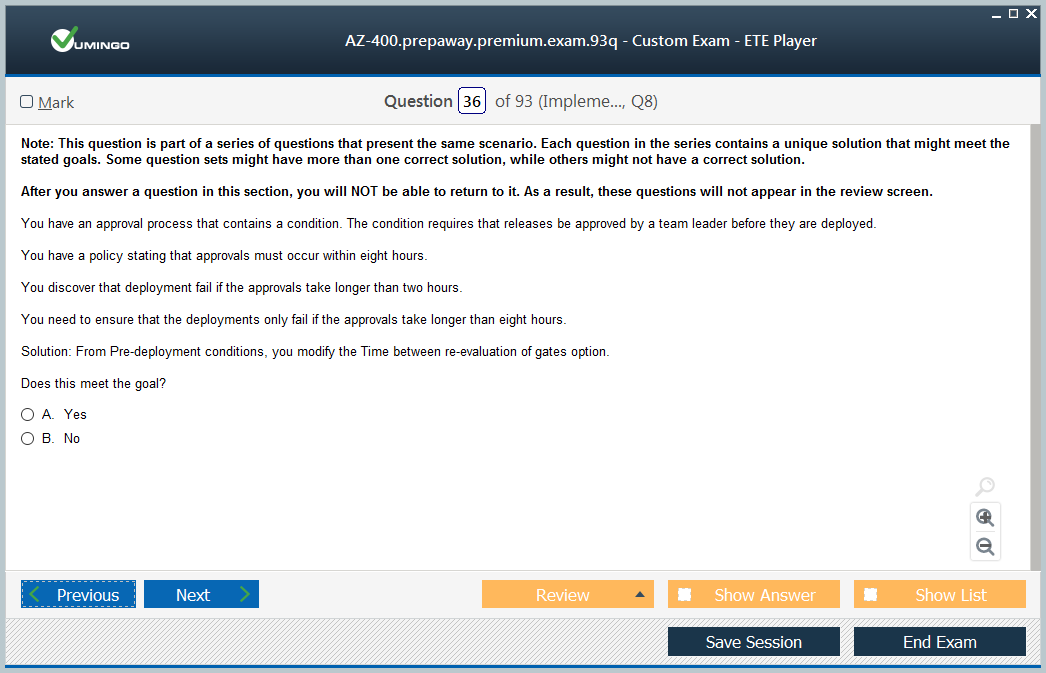 VUMINGO
AZ-400.prepaway.premium.exam.93q - Custom Exam - ETE Player
Mark
Question 36 of 93 (Impleme..., Q8)
Note: This question is part of a series of questions that present the same scenario. Each question in the series contains a unique solution that might meet the
stated goals. Some question sets might have more than one correct solution, while others might not have a correct solution.
After you answer a question in this section, you will NOT be able to return to it. As a result, these questions will not appear in the review screen.
You have an approval process that contains a condition. The condition requires that releases be approved by a team leader before they are deployed.
You have a policy stating that approvals must occur within eight hours.
You discover that deployment fail if the approvals take longer than two hours.
You need to ensure that the deployments only fail if the approvals take longer than eight hours.
Solution: From Pre-deployment conditions, you modify the Time between re-evaluation of gates option.
Does this meet the goal?
A. Yes
B. No
Previous
Next
Review
Show Answer
Show List
Save Session
End Exam